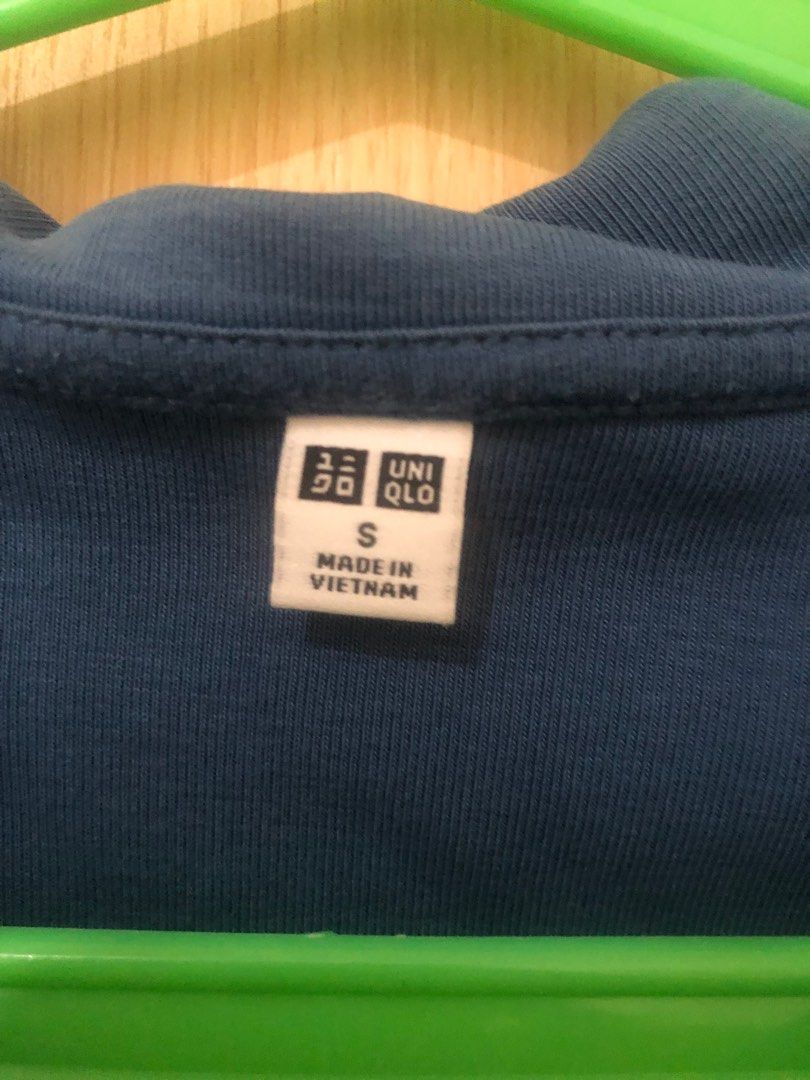 ユニ UNI
クロ QLO
S
MADE IN
VIETNAM